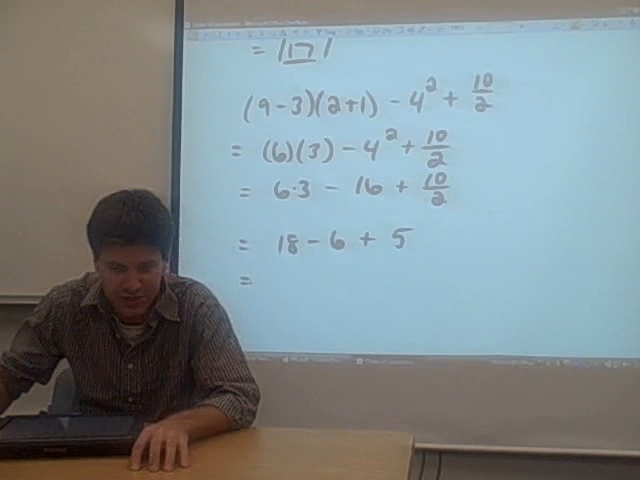 = |17|
(9-3)(2+1) - 4² + 10/2
= (6)(3) - 4² + 10/2
= 6·3 - 16 + 10/2
= 18 - 6 + 5
=